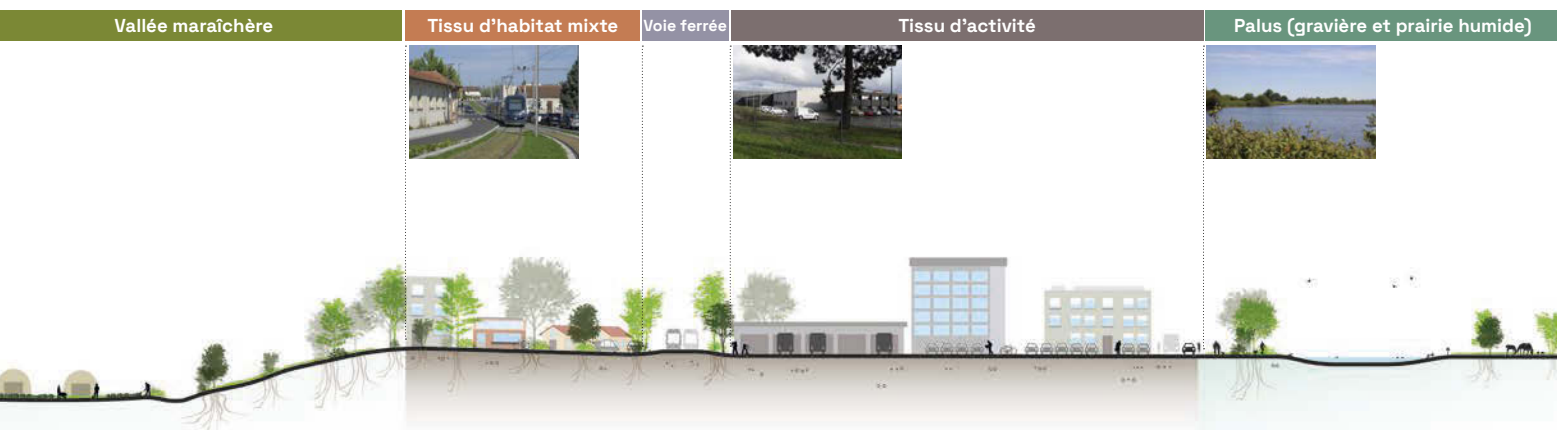 Vallée maraîchère
Tissu d'habitat mixte
Voie ferrée
Tissu d'activité
Palus (gravière et prairie humide)